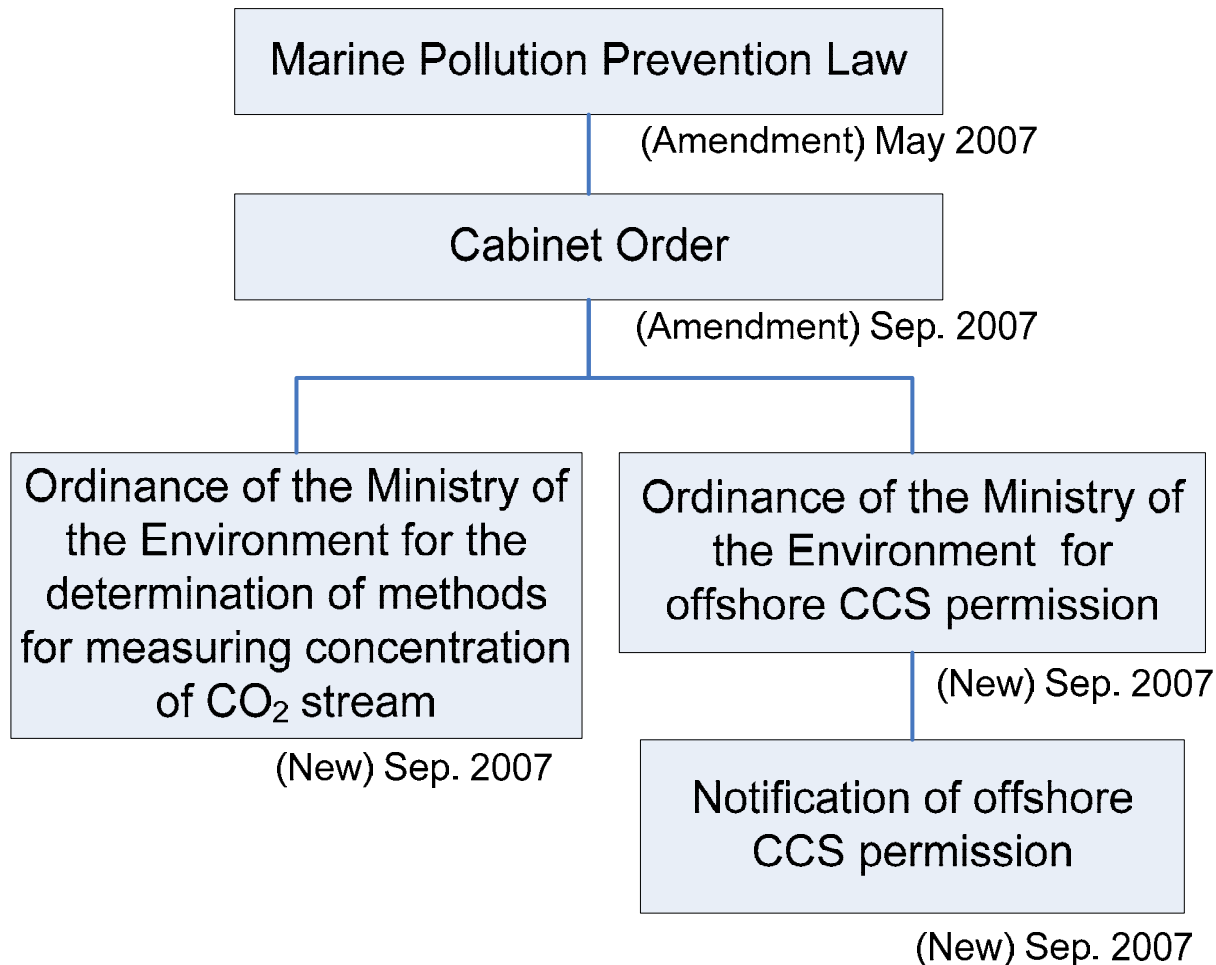 Marine Pollution Prevention Law
(Amendment) May 2007
Cabinet Order
(Amendment) Sep. 2007
Ordinance of the Ministry of
the Environment for the
determination of methods
for measuring concentration
of CO₂ stream
(New) Sep. 2007
Ordinance of the Ministry of
the Environment for
offshore CCS permission
(New) Sep. 2007
Notification of offshore
CCS permission
(New) Sep. 2007